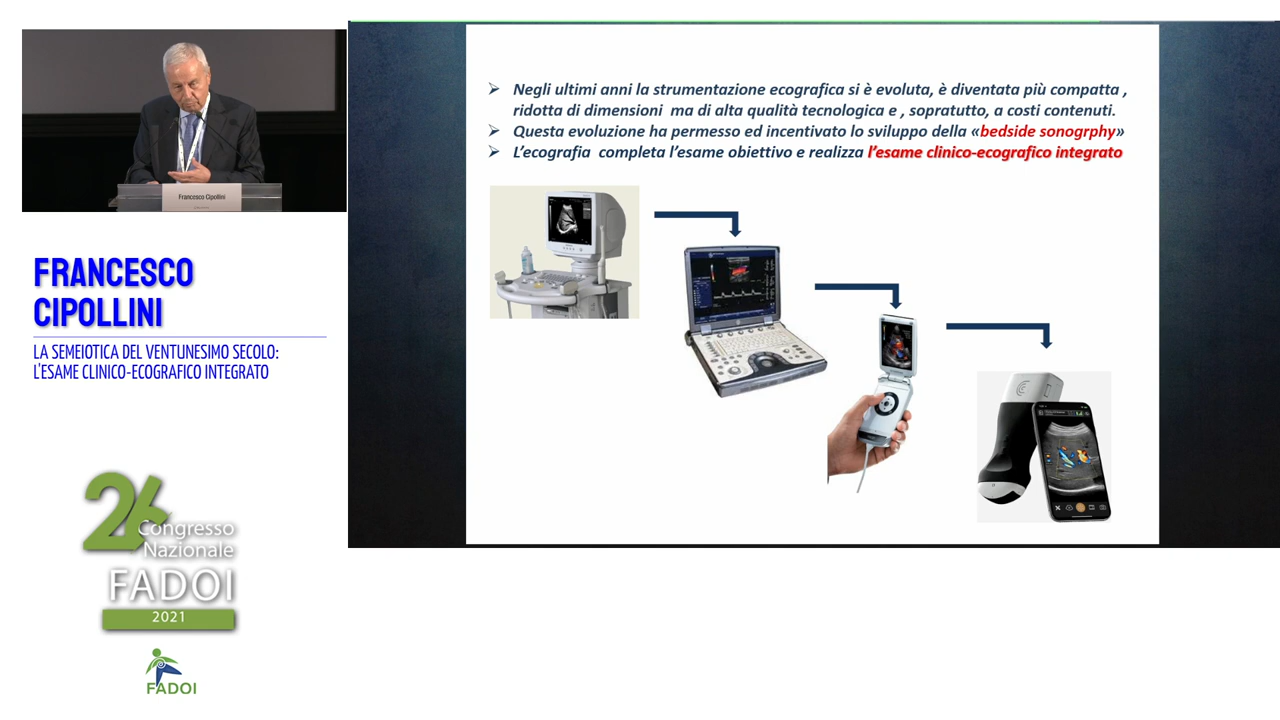 Negli ultimi anni la strumentazione ecografica si è evoluta, è diventata più compatta ,
ridotta di dimensioni  ma di alta qualità tecnologica e , sopratutto, a costi contenuti.
Questa evoluzione ha permesso ed incentivato lo sviluppo della «bedside sonogrphy»
L'ecografia  completa l'esame obiettivo e realizza l'esame clinico-ecografico integrato
Francesco Cipollini
FRANCESCO
CIPOLLINI
LA SEMEIOTICA DEL VENTUNESIMO SECOLO:
L'ESAME CLINICO-ECOGRAFICO INTEGRATO
26
Congresso
Nazionale
FADOI
2021
FADOI